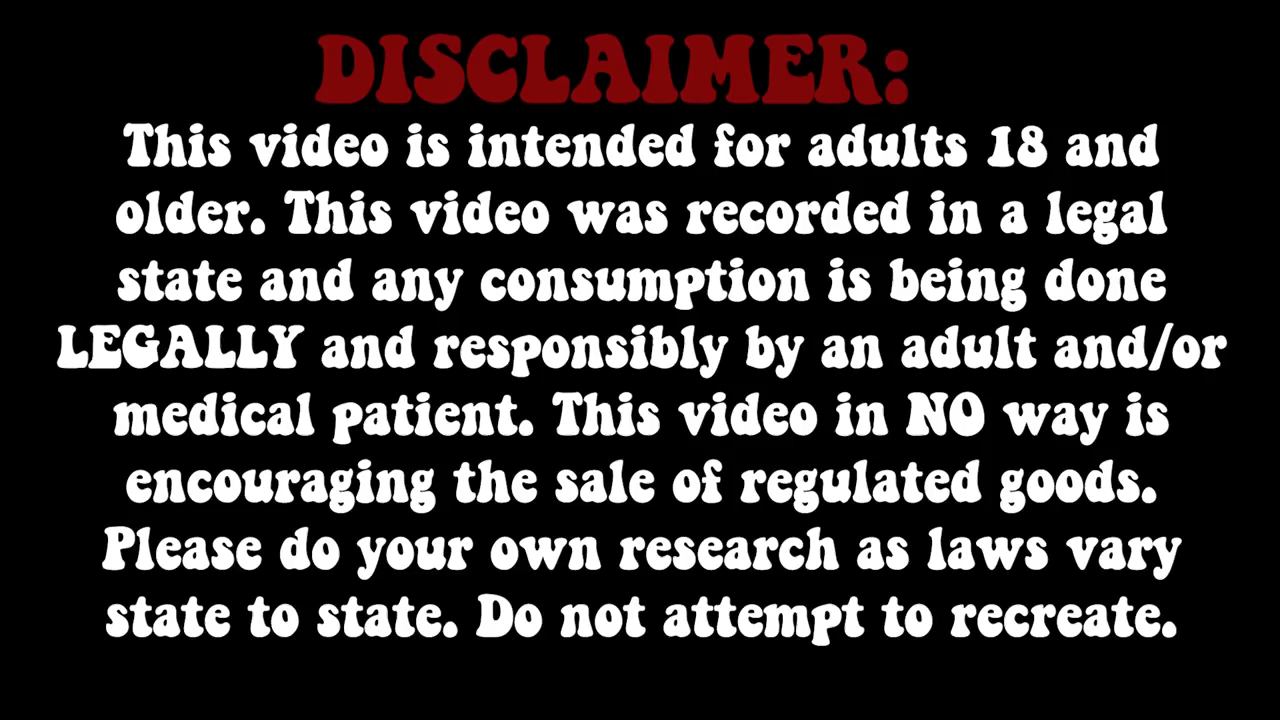 DISCLAIMER:
This video is intended for adults 18 and
older. This video was recorded in a legal
state and any consumption is being done
LEGALLY and responsibly by an adult and/or
medical patient. This video in NO way is
encouraging the sale of regulated goods.
Please do your own research as laws vary
state to state. Do not attempt to recreate.